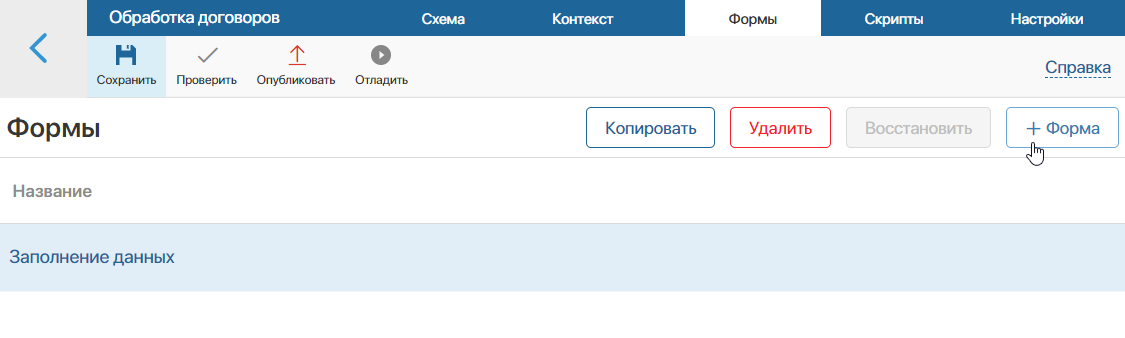 Обработка договоров Схема Контекст Формы Скрипты Настройки
Сохранить Проверить Опубликовать Отладить Справка
Формы Копировать Удалить Восстановить + Форма
Название
Заполнение данных